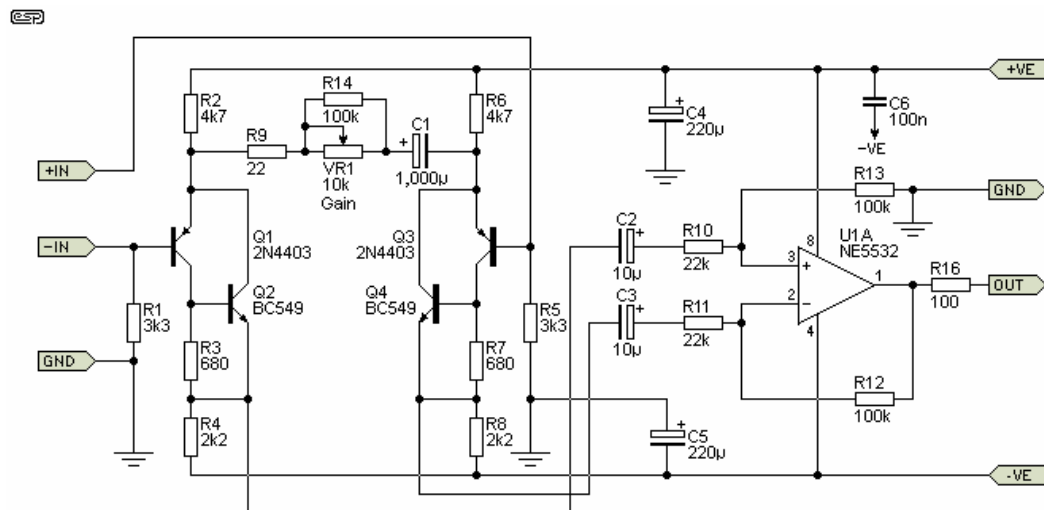 esp
+IN
-IN
GND
R1
3k3
R2
4k7
R9
22
R14
100k
VR1
10k
Gain
C1
+
1,000µ
R6
4k7
Q1
2N4403
Q2
BC549
Q3
2N4403
Q4
BC549
R3
680
R4
2k2
R7
680
R8
2k2
R5
3k3
C4
220µ
+
C5
220µ
+
C2
10µ
+
C3
10µ
+
R10
22k
R11
22k
C6
100n
-VE
R13
100k
U1A
NE5532
8
3
+
2
−
1
4
R12
100k
R16
100
+VE
GND
OUT
-VE